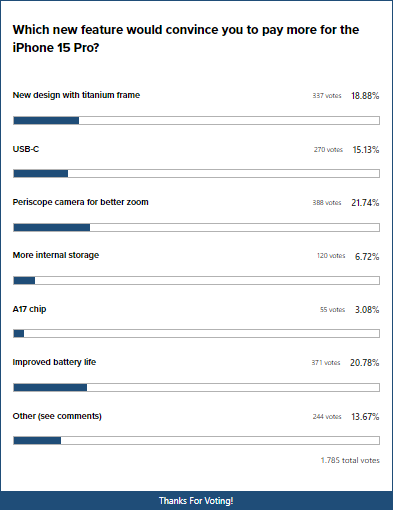 Which new feature would convince you to pay more for the
iPhone 15 Pro?
New design with titanium frame 337 votes 18.88%
USB-C 270 votes 15.13%
Periscope camera for better zoom 388 votes 21.74%
More internal storage 120 votes 6.72%
A17 chip 55 votes 3.08%
Improved battery life 371 votes 20.78%
Other (see comments) 244 votes 13.67%
1.785 total votes
Thanks For Voting!